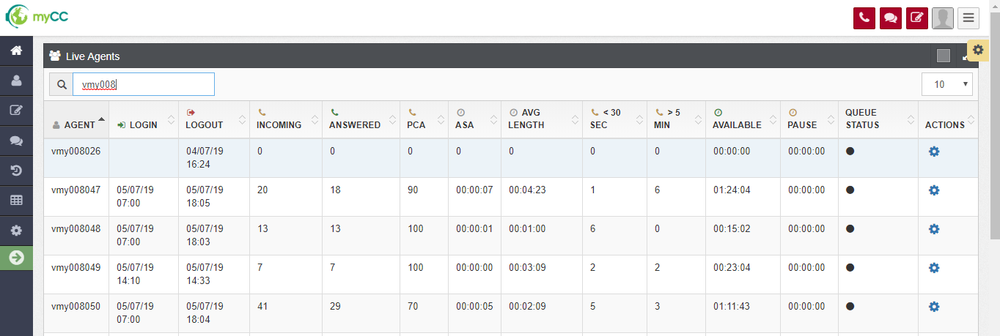 myCC
Live Agents
vmy008
10
AGENT LOGIN LOGOUT INCOMING ANSWERED PCA ASA AVG LENGTH < 30 SEC > 5 MIN AVAILABLE PAUSE QUEUE STATUS ACTIONS
vmy008026 04/07/19 16:24 0 0 0 0 0 0 0 00:00:00 00:00:00
vmy008047 05/07/19 07:00 05/07/19 18:05 20 18 90 00:00:07 00:04:23 1 6 01:24:04 00:00:00
vmy008048 05/07/19 07:00 05/07/19 18:03 13 13 100 00:00:01 00:01:00 6 0 00:15:02 00:00:00
vmy008049 05/07/19 14:10 05/07/19 14:33 7 7 100 00:00:00 00:03:09 2 2 00:23:04 00:00:00
vmy008050 05/07/19 07:00 05/07/19 18:04 41 29 70 00:00:05 00:02:09 5 3 01:11:43 00:00:00